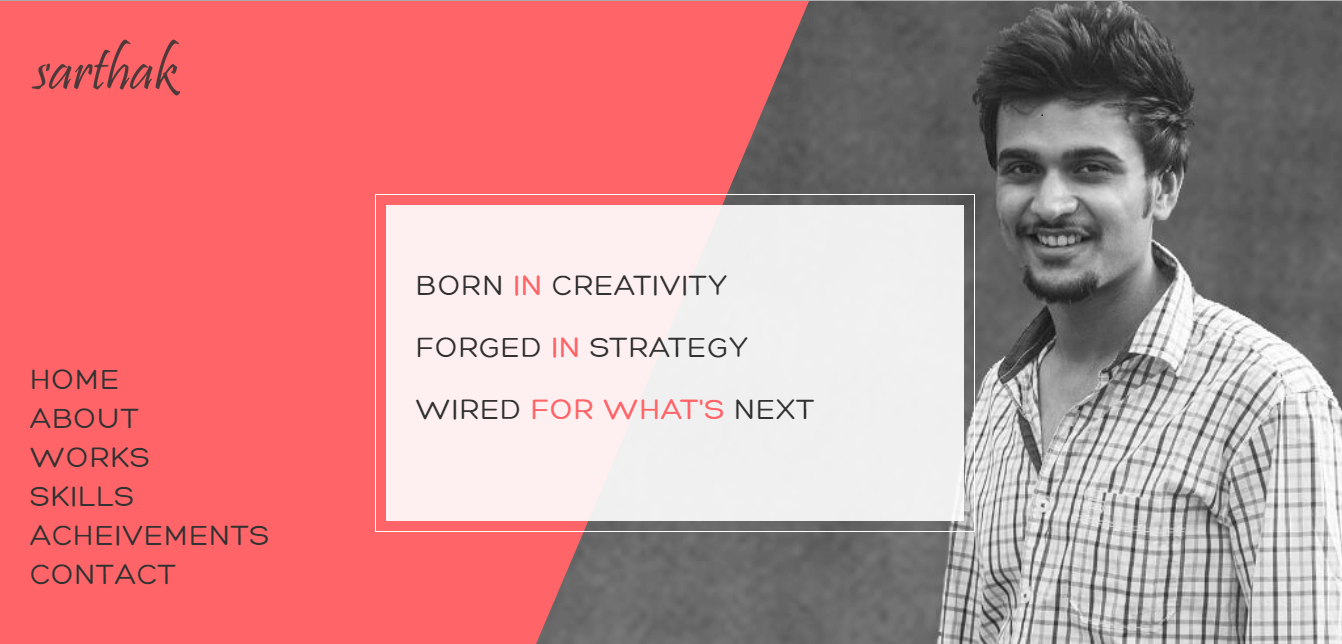 sarthak
BORN IN CREATIVITY
FORGED IN STRATEGY
WIRED FOR WHAT'S NEXT
HOME
ABOUT
WORKS
SKILLS
ACHEIVEMENTS
CONTACT